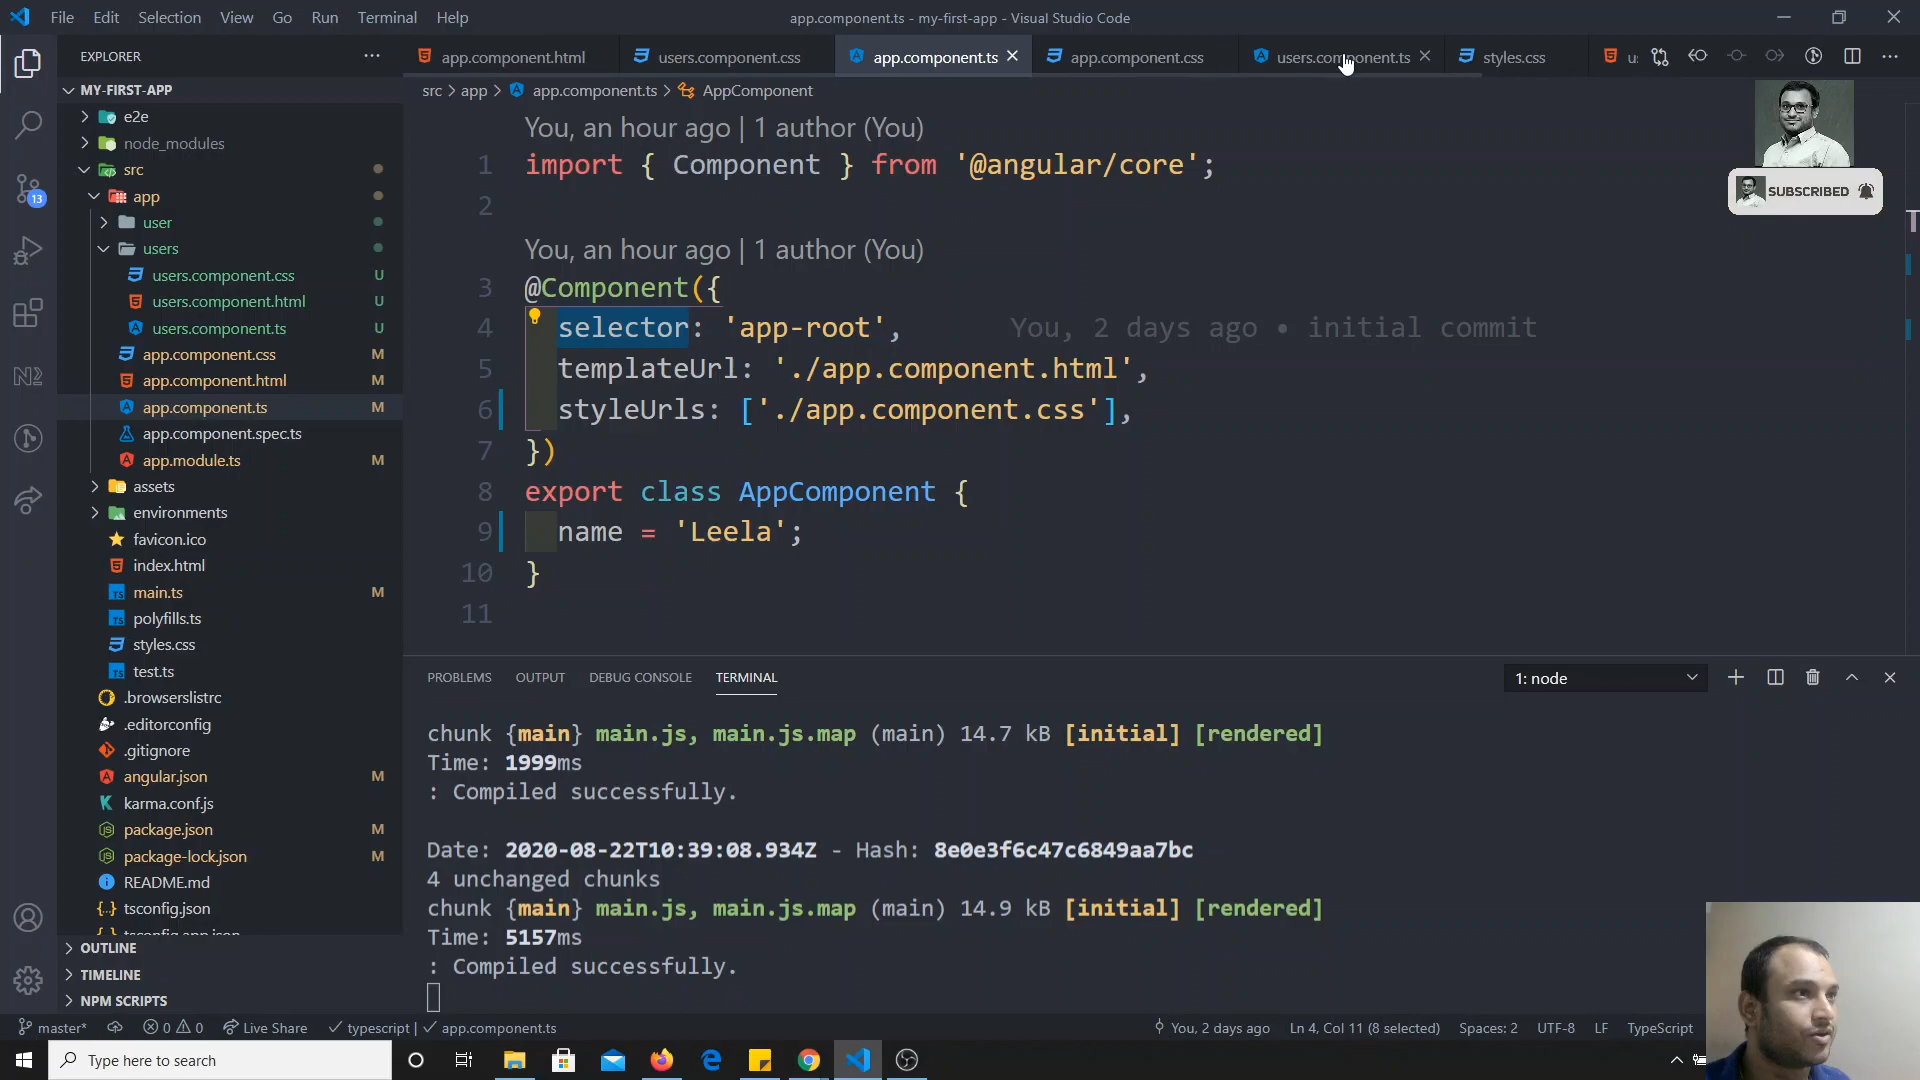 File Edit Selection View Go Run Terminal Help
app.component.ts - my-first-app - Visual Studio Code
EXPLORER
app.component.html users.component.css app.component.ts app.component.css users.component.ts styles.css
MY-FIRST-APP
src > app > app.component.ts > AppComponent
e2e
node_modules
src
app
user
users
users.component.css U
users.component.html U
users.component.ts U
app.component.css M
app.component.html M
app.component.ts M
app.component.spec.ts
app.module.ts M
assets
environments
favicon.ico
index.html
main.ts M
polyfills.ts
styles.css
test.ts
.browserslistrc
.editorconfig
.gitignore
angular.json M
karma.conf.js
package.json M
package-lock.json M
README.md
tsconfig.json
tsconfig.app.json
OUTLINE
TIMELINE
NPM SCRIPTS
13
You, an hour ago | 1 author (You)
1 import { Component } from '@angular/core';
2
You, an hour ago | 1 author (You)
3 @Component({
4 selector: 'app-root', You, 2 days ago • initial commit
5 templateUrl: './app.component.html',
6 styleUrls: ['./app.component.css'],
7 })
8 export class AppComponent {
9 name = 'Leela';
10 }
11
SUBSCRIBED
PROBLEMS OUTPUT DEBUG CONSOLE TERMINAL
1: node
chunk {main} main.js, main.js.map (main) 14.7 kB [initial] [rendered]
Time: 1999ms
: Compiled successfully.
Date: 2020-08-22T10:39:08.934Z - Hash: 8e0e3f6c47c6849aa7bc
4 unchanged chunks
chunk {main} main.js, main.js.map (main) 14.9 kB [initial] [rendered]
Time: 5157ms
: Compiled successfully.
master* 0 0 Live Share typescript | app.component.ts
You, 2 days ago Ln 4, Col 11 (8 selected) Spaces: 2 UTF-8 LF TypeScript
Type here to search